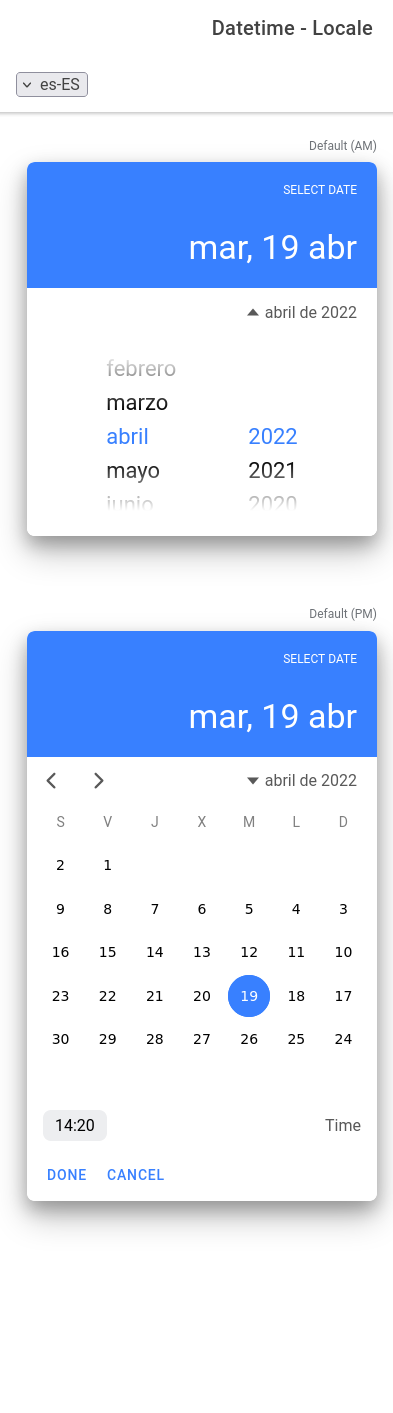 Datetime - Locale
es-ES
Default (AM)
SELECT DATE
mar, 19 abr
abril de 2022
febrero
marzo
abril 2022
mayo 2021
junio 2020
Default (PM)
SELECT DATE
mar, 19 abr
abril de 2022
S V J X M L D
2 1
9 8 7 6 5 4 3
16 15 14 13 12 11 10
23 22 21 20 19 18 17
30 29 28 27 26 25 24
14:20 Time
DONE CANCEL